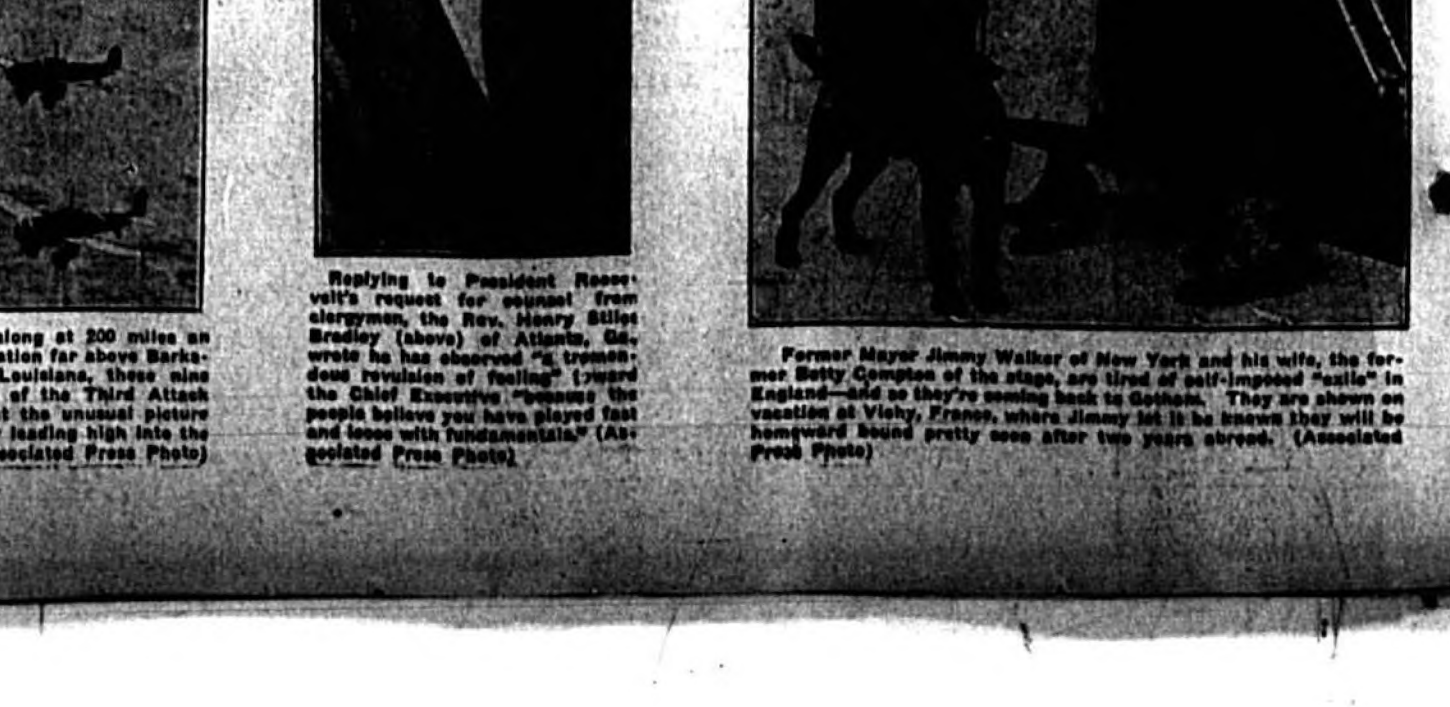 along at 200 miles an
ation far above Barks-
Louisiana, these nine
of the Third Attack
t the unusual picture
leading high into the
sociated Press Photo)
Replying to President Roose-
velt's request for counsel from
clergymen, the Rev. Henry Stiles
Bradley (above) of Atlanta, Ga.,
wrote he has observed "a tremen-
dous revulsion of feeling" toward
the Chief Executive "because the
people believe you have played fast
and loose with fundamentals." (As-
sociated Press Photo)
Former Mayor Jimmy Walker of New York and his wife, the for-
mer Betty Compton of the stage, are tired of self-imposed "exile" in
England—and so they're coming back to Gotham. They are shown on
vacation at Vichy, France, where Jimmy let it be known they will be
homeward bound pretty soon after two years abroad. (Associated
Press Photo)